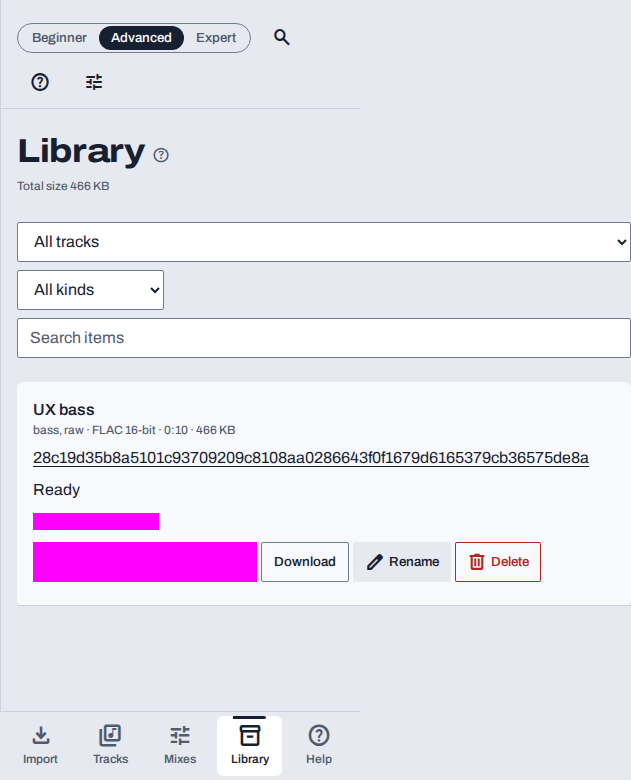 Beginner Advanced Expert
Library
Total size 466 KB
All tracks
All kinds
Search items
UX bass
bass, raw · FLAC 16-bit · 0:10 · 466 KB
28c19d35b8a5101c93709209c8108aa0286643f0f1679d6165379cb36575de8a
Ready
Download Rename Delete
Import Tracks Mixes Library Help